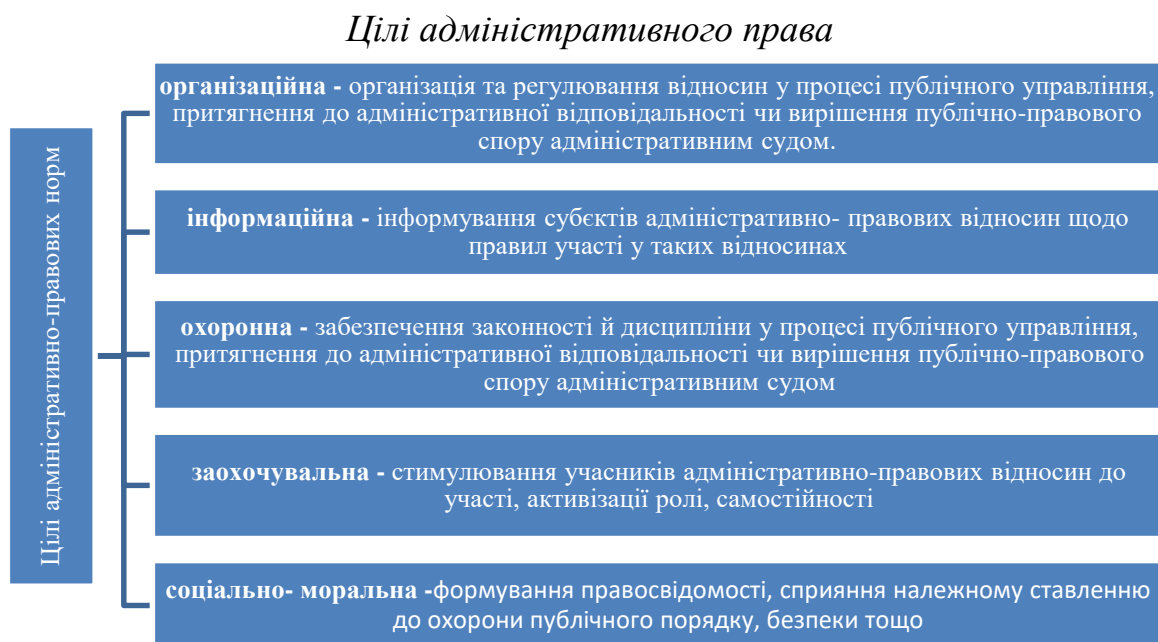 Цілі адміністративного права
Цілі адміністративно-правових норм
організаційна - організація та регулювання відносин у процесі публічного управління,
притягнення до адміністративної відповідальності чи вирішення публічно-правового
спору адміністративним судом.
інформаційна - інформування субєктів адміністративно- правових відносин щодо
правил участі у таких відносинах
охоронна - забезпечення законності й дисципліни у процесі публічного управління,
притягнення до адміністративної відповідальності чи вирішення публічно-правового
спору адміністративним судом
заохочувальна - стимулювання учасників адміністративно-правових відносин до
участі, активізації ролі, самостійності
соціально- моральна -формування правосвідомості, сприяння належному ставленню
до охорони публічного порядку, безпеки тощо